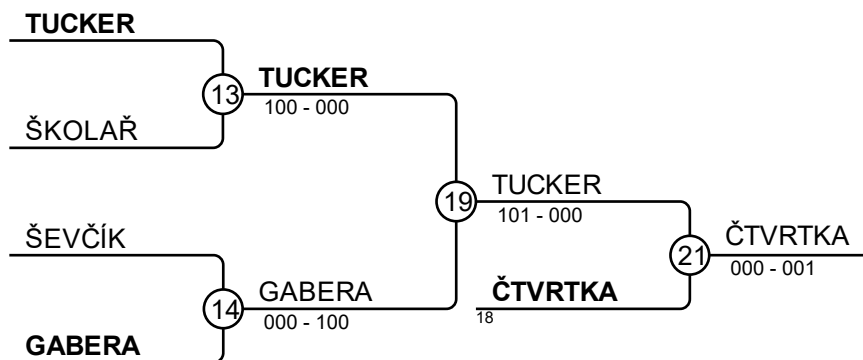 TUCKER
13
TUCKER
100 - 000
ŠKOLAŘ
19
TUCKER
101 - 000
ŠEVČÍK
21
ČTVRTKA
000 - 001
14
GABERA
000 - 100
ČTVRTKA
18
GABERA